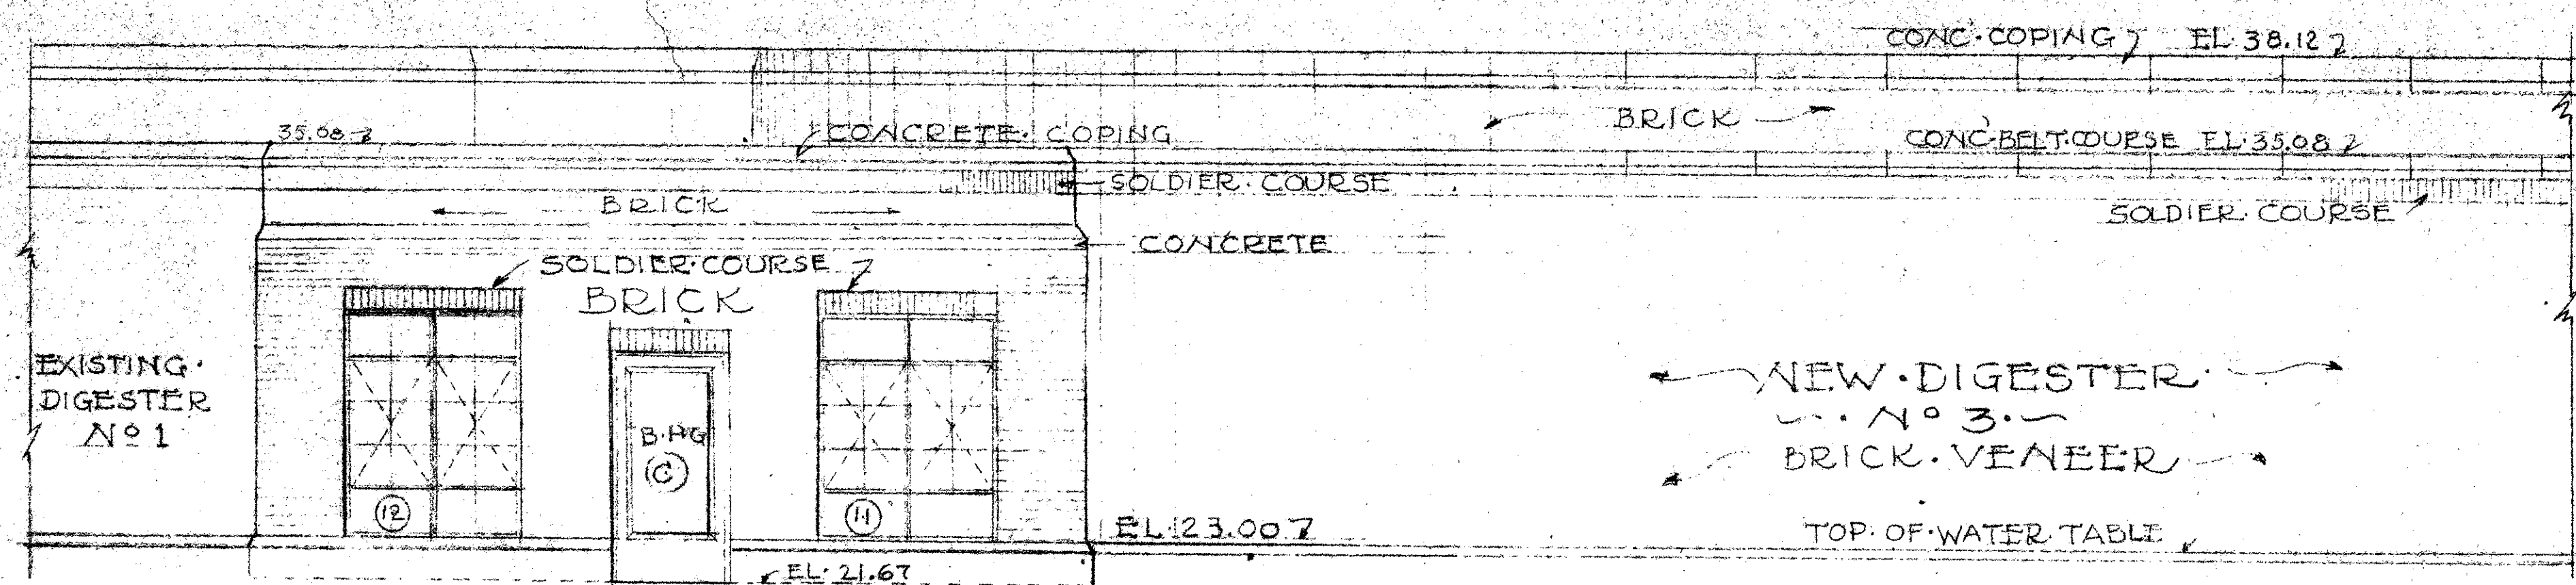 CONC·COPING EL·38.12
35.08
CONCRETE·COPING
BRICK
CONC·BELT·COURSE EL·35.08
SOLDIER·COURSE
BRICK
SOLDIER·COURSE
CONCRETE
SOLDIER·COURSE
BRICK
EXISTING·
DIGESTER
Nº 1
NEW·DIGESTER
Nº 3·
BRICK·VENEER
C
12
11
EL·23.00
TOP·OF·WATER·TABLE
EL·21.67